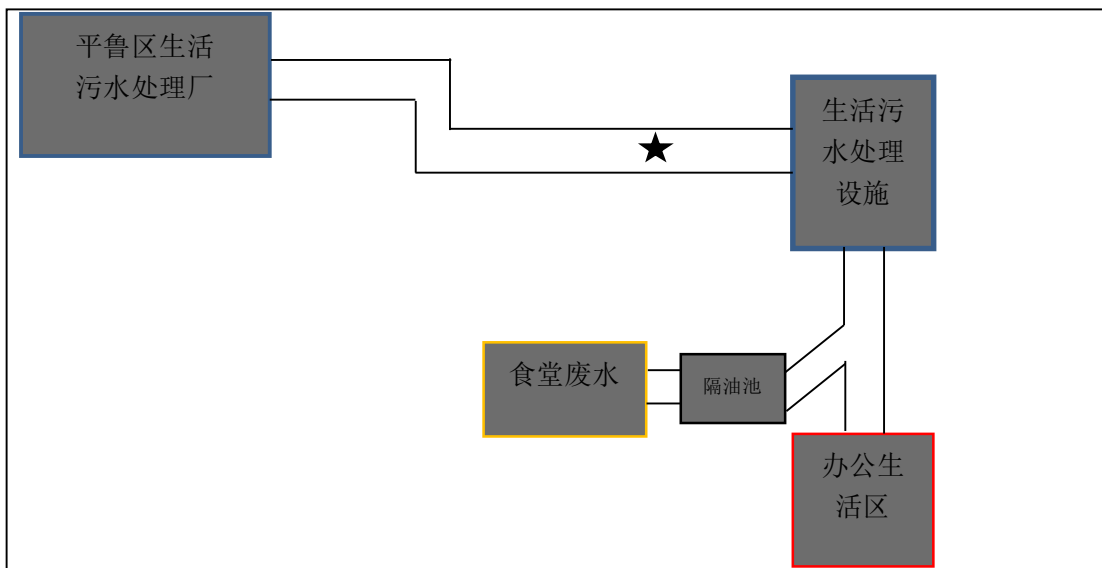 平鲁区生活
污水处理厂
生活污
水处理
设施
食堂废水
隔油池
办公生
活区